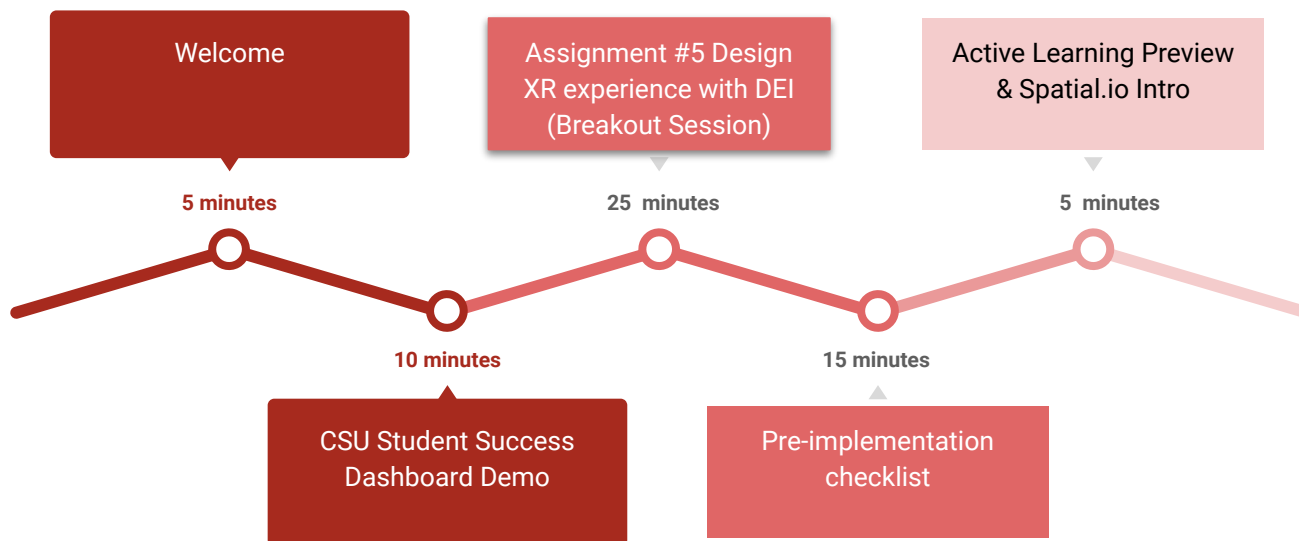 Welcome
5 minutes
10 minutes
CSU Student Success
Dashboard Demo
Assignment #5 Design
XR experience with DEI
(Breakout Session)
25 minutes
15 minutes
Pre-implementation
checklist
Active Learning Preview
& Spatial.io Intro
5 minutes